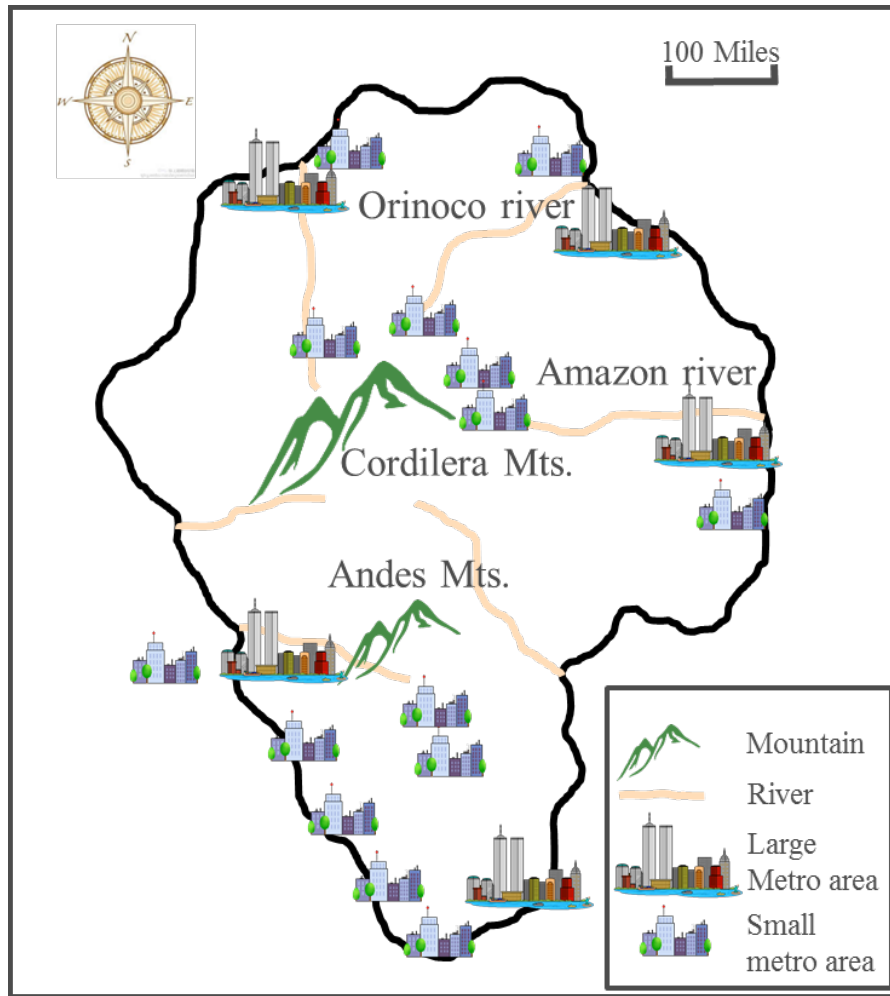 N
100 Miles
W
E
S
Orinoco river
Amazon river
Cordilera Mts.
Andes Mts.
Mountain
River
Large
Metro area
Small
metro area